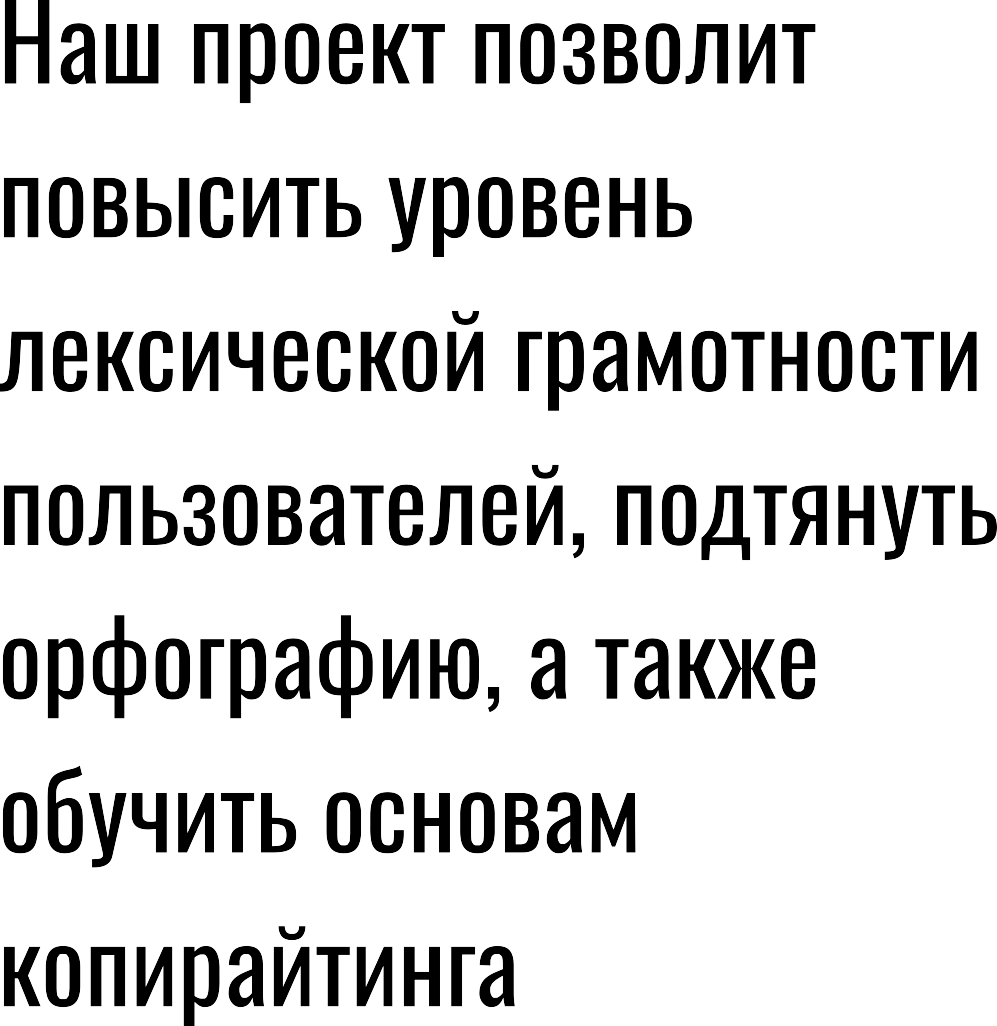 Наш проект позволит
повысить уровень
лексической грамотности
пользователей, подтянуть
орфографию, а также
обучить основам
копирайтинга